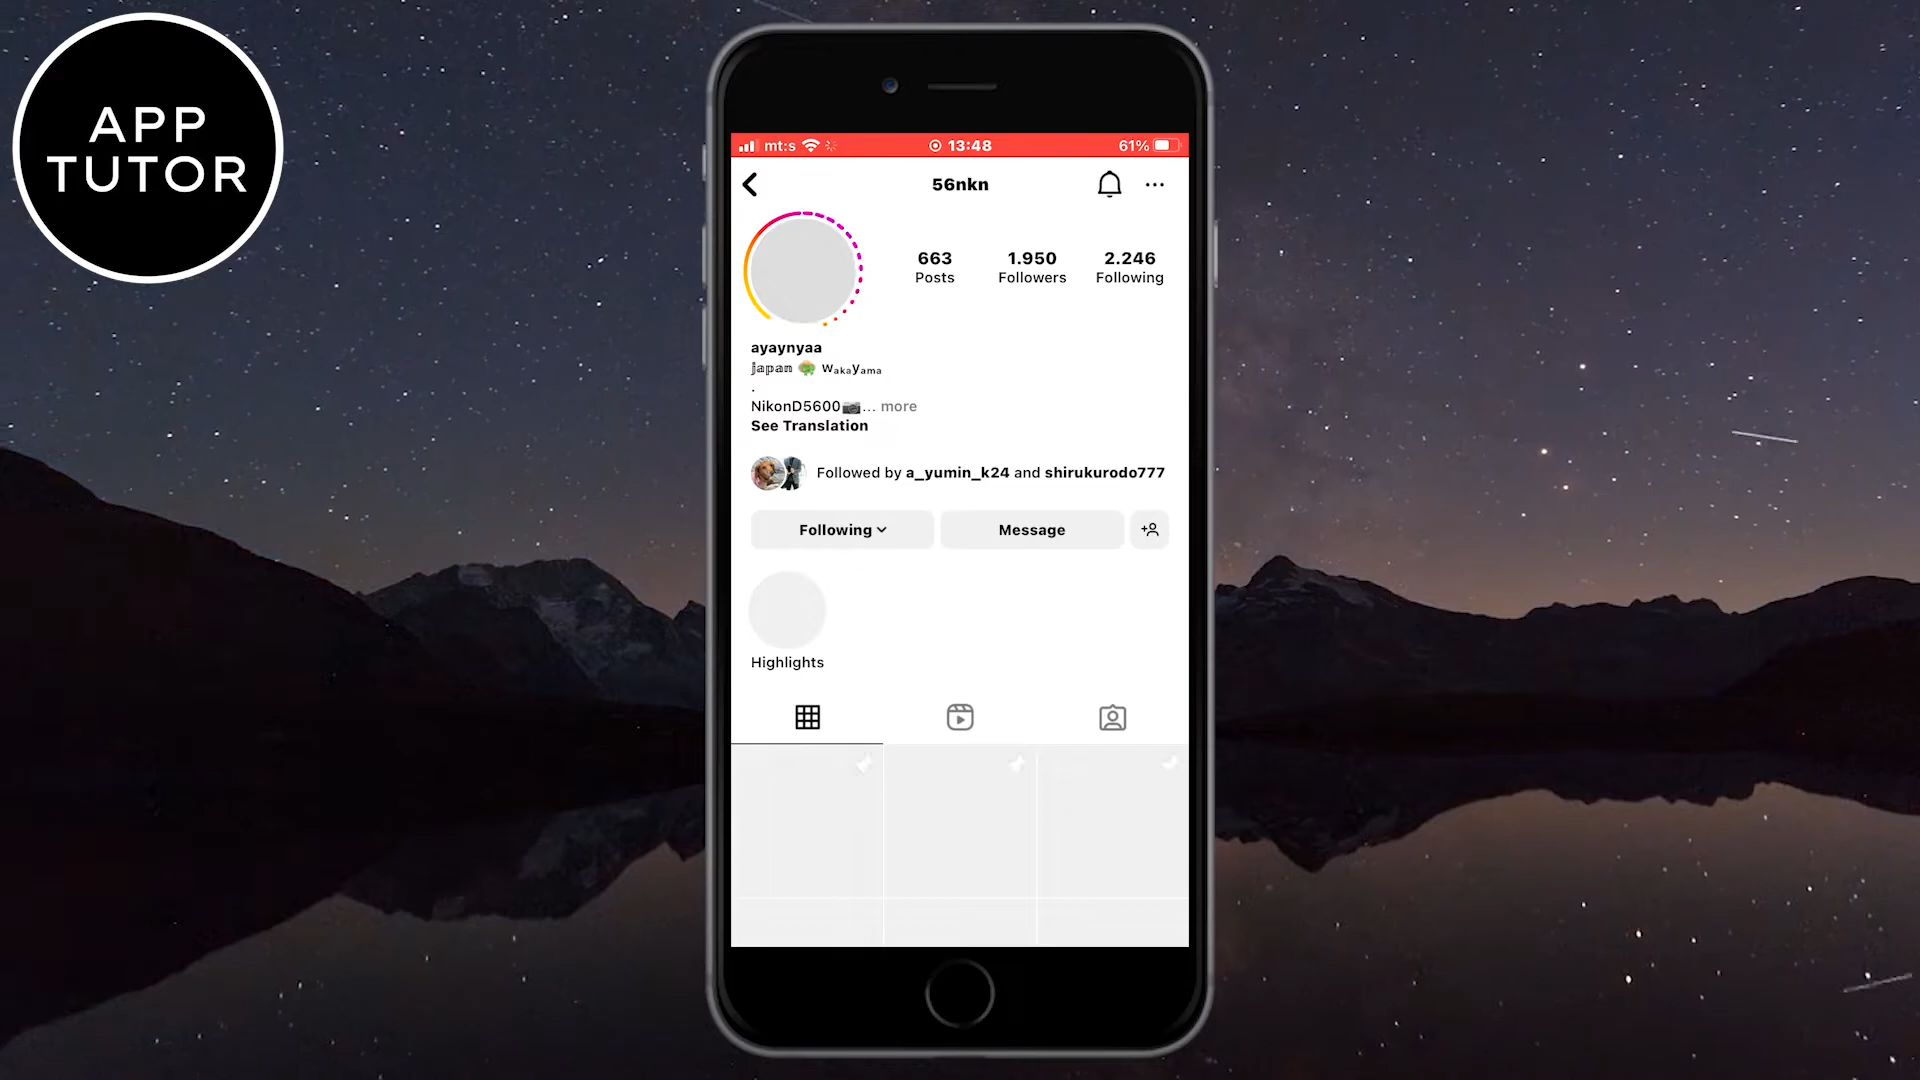 APP
TUTOR
mt:s
13:48
61%
56nkn
663
Posts
1.950
Followers
2.246
Following
ayaynyaa
𝕛𝕒𝕡𝕒𝕟 wₐₖₐyₐₘₐ
.
NikonD5600📷... more
See Translation
Followed by a_yumin_k24 and shirukurodo777
Following
Message
Highlights